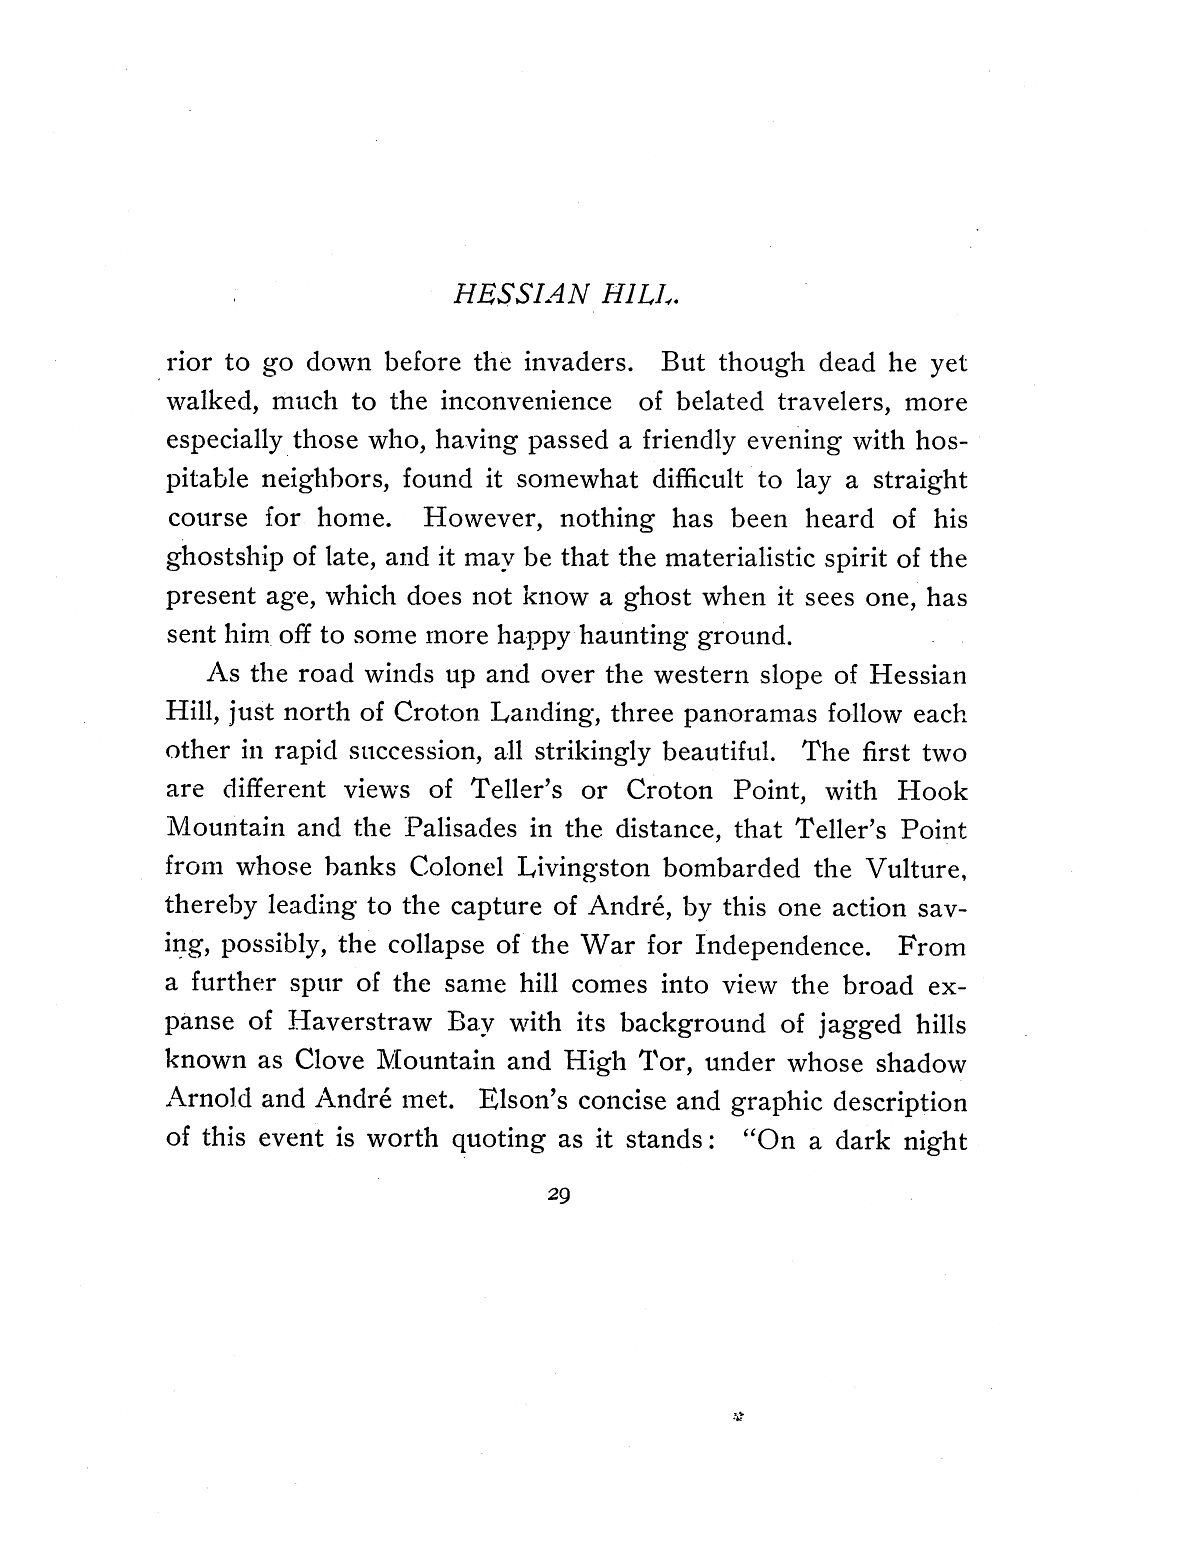 HESSIAN HILL.
rior to go down before the invaders. But though dead he yet
walked, much to the inconvenience of belated travelers, more
especially those who, having passed a friendly evening with hos-
pitable neighbors, found it somewhat difficult to lay a straight
course for home. However, nothing has been heard of his
ghostship of late, and it may be that the materialistic spirit of the
present age, which does not know a ghost when it sees one, has
sent him off to some more happy haunting ground.
As the road winds up and over the western slope of Hessian
Hill, just north of Croton Landing, three panoramas follow each
other in rapid succession, all strikingly beautiful. The first two
are different views of Teller's or Croton Point, with Hook
Mountain and the Palisades in the distance, that Teller's Point
from whose banks Colonel Livingston bombarded the Vulture,
thereby leading to the capture of André, by this one action sav-
ing, possibly, the collapse of the War for Independence. From
a further spur of the same hill comes into view the broad ex-
panse of Haverstraw Bay with its background of jagged hills
known as Clove Mountain and High Tor, under whose shadow
Arnold and André met. Elson's concise and graphic description
of this event is worth quoting as it stands: "On a dark night
29